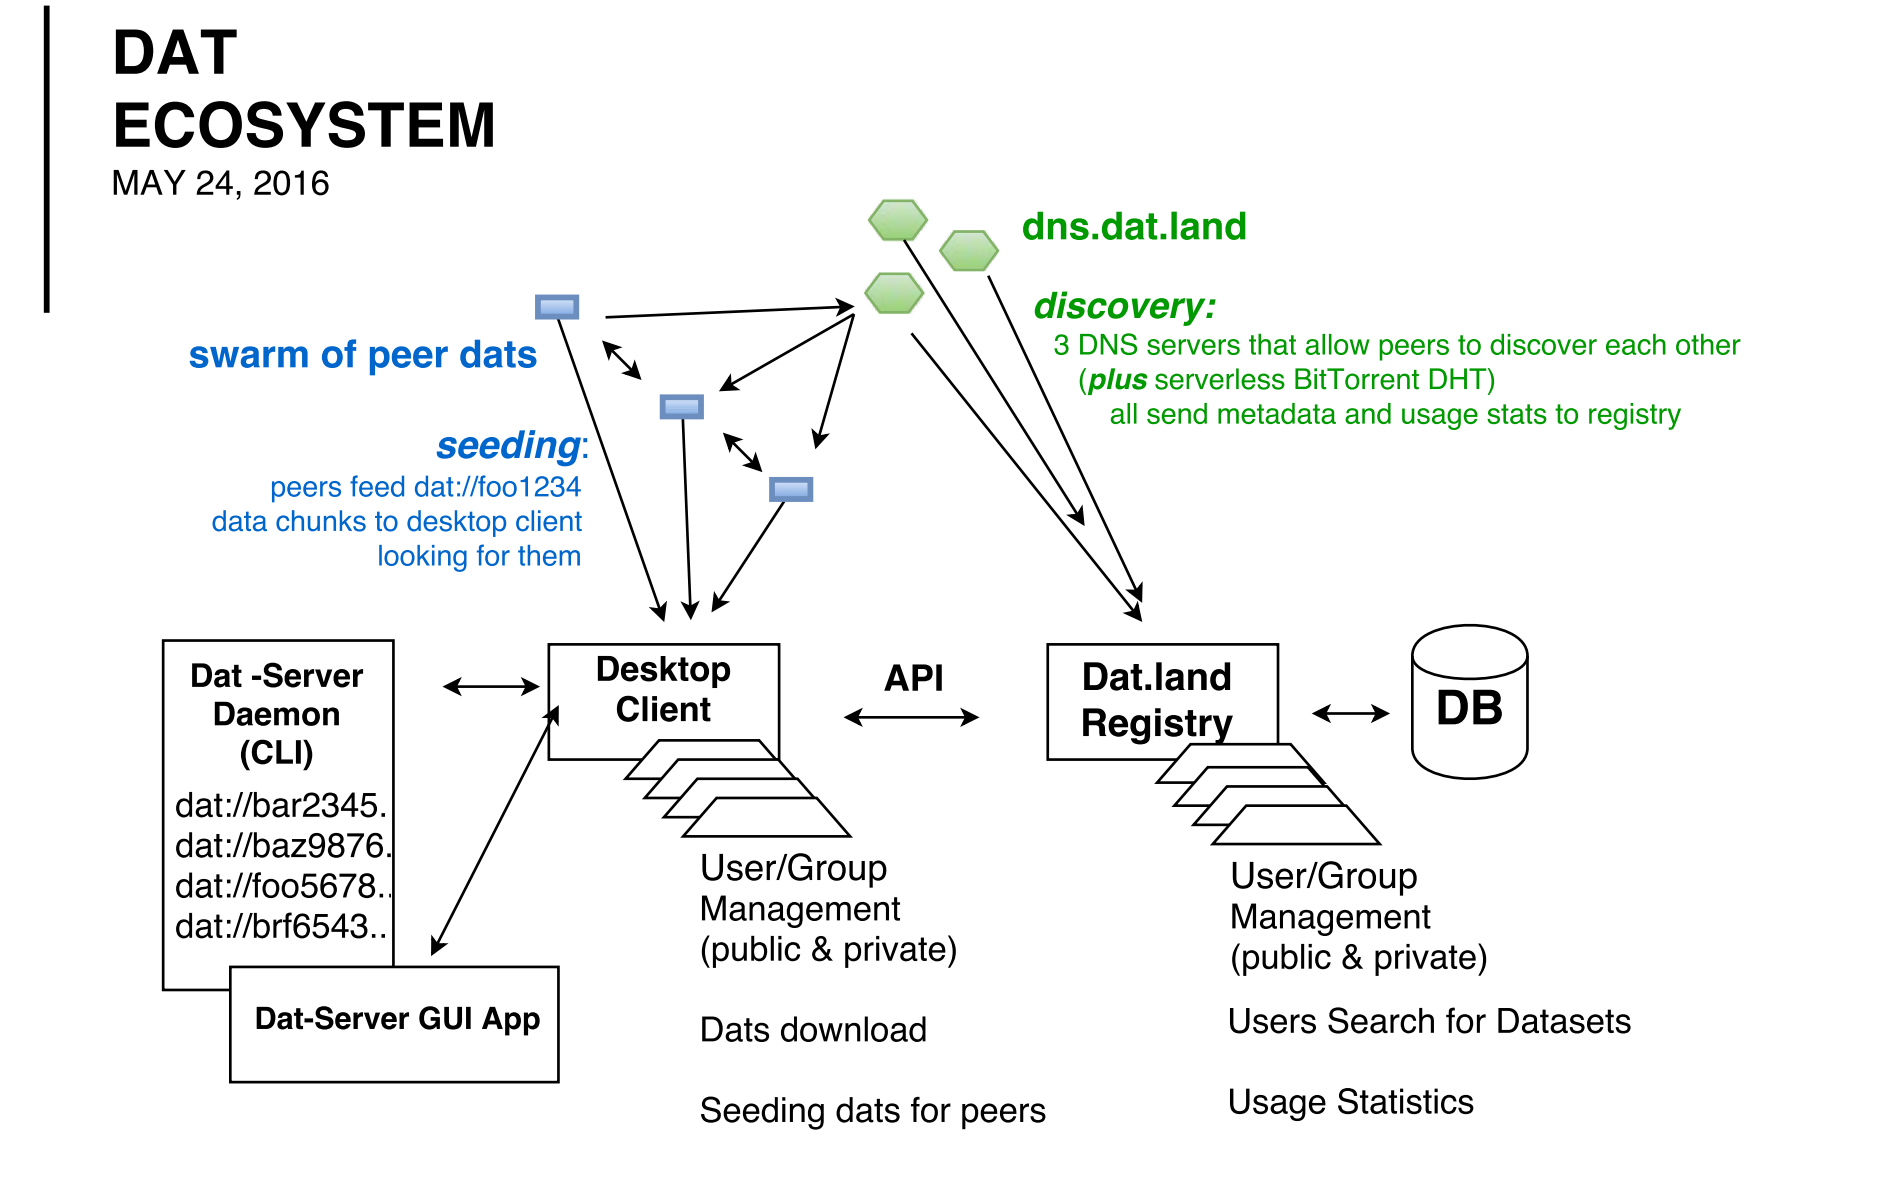 DAT
ECOSYSTEM
MAY 24, 2016
dns.dat.land
discovery:
3 DNS servers that allow peers to discover each other
(plus serverless BitTorrent DHT)
all send metadata and usage stats to registry
swarm of peer dats
seeding:
peers feed dat://foo1234
data chunks to desktop client
looking for them
Dat -Server
Daemon
(CLI)
dat://bar2345.
dat://baz9876.
dat://foo5678..
dat://brf6543..
Dat-Server GUI App
Desktop
Client
API
Dat.land
Registry
DB
User/Group
Management
(public & private)
Dats download
Seeding dats for peers
User/Group
Management
(public & private)
Users Search for Datasets
Usage Statistics